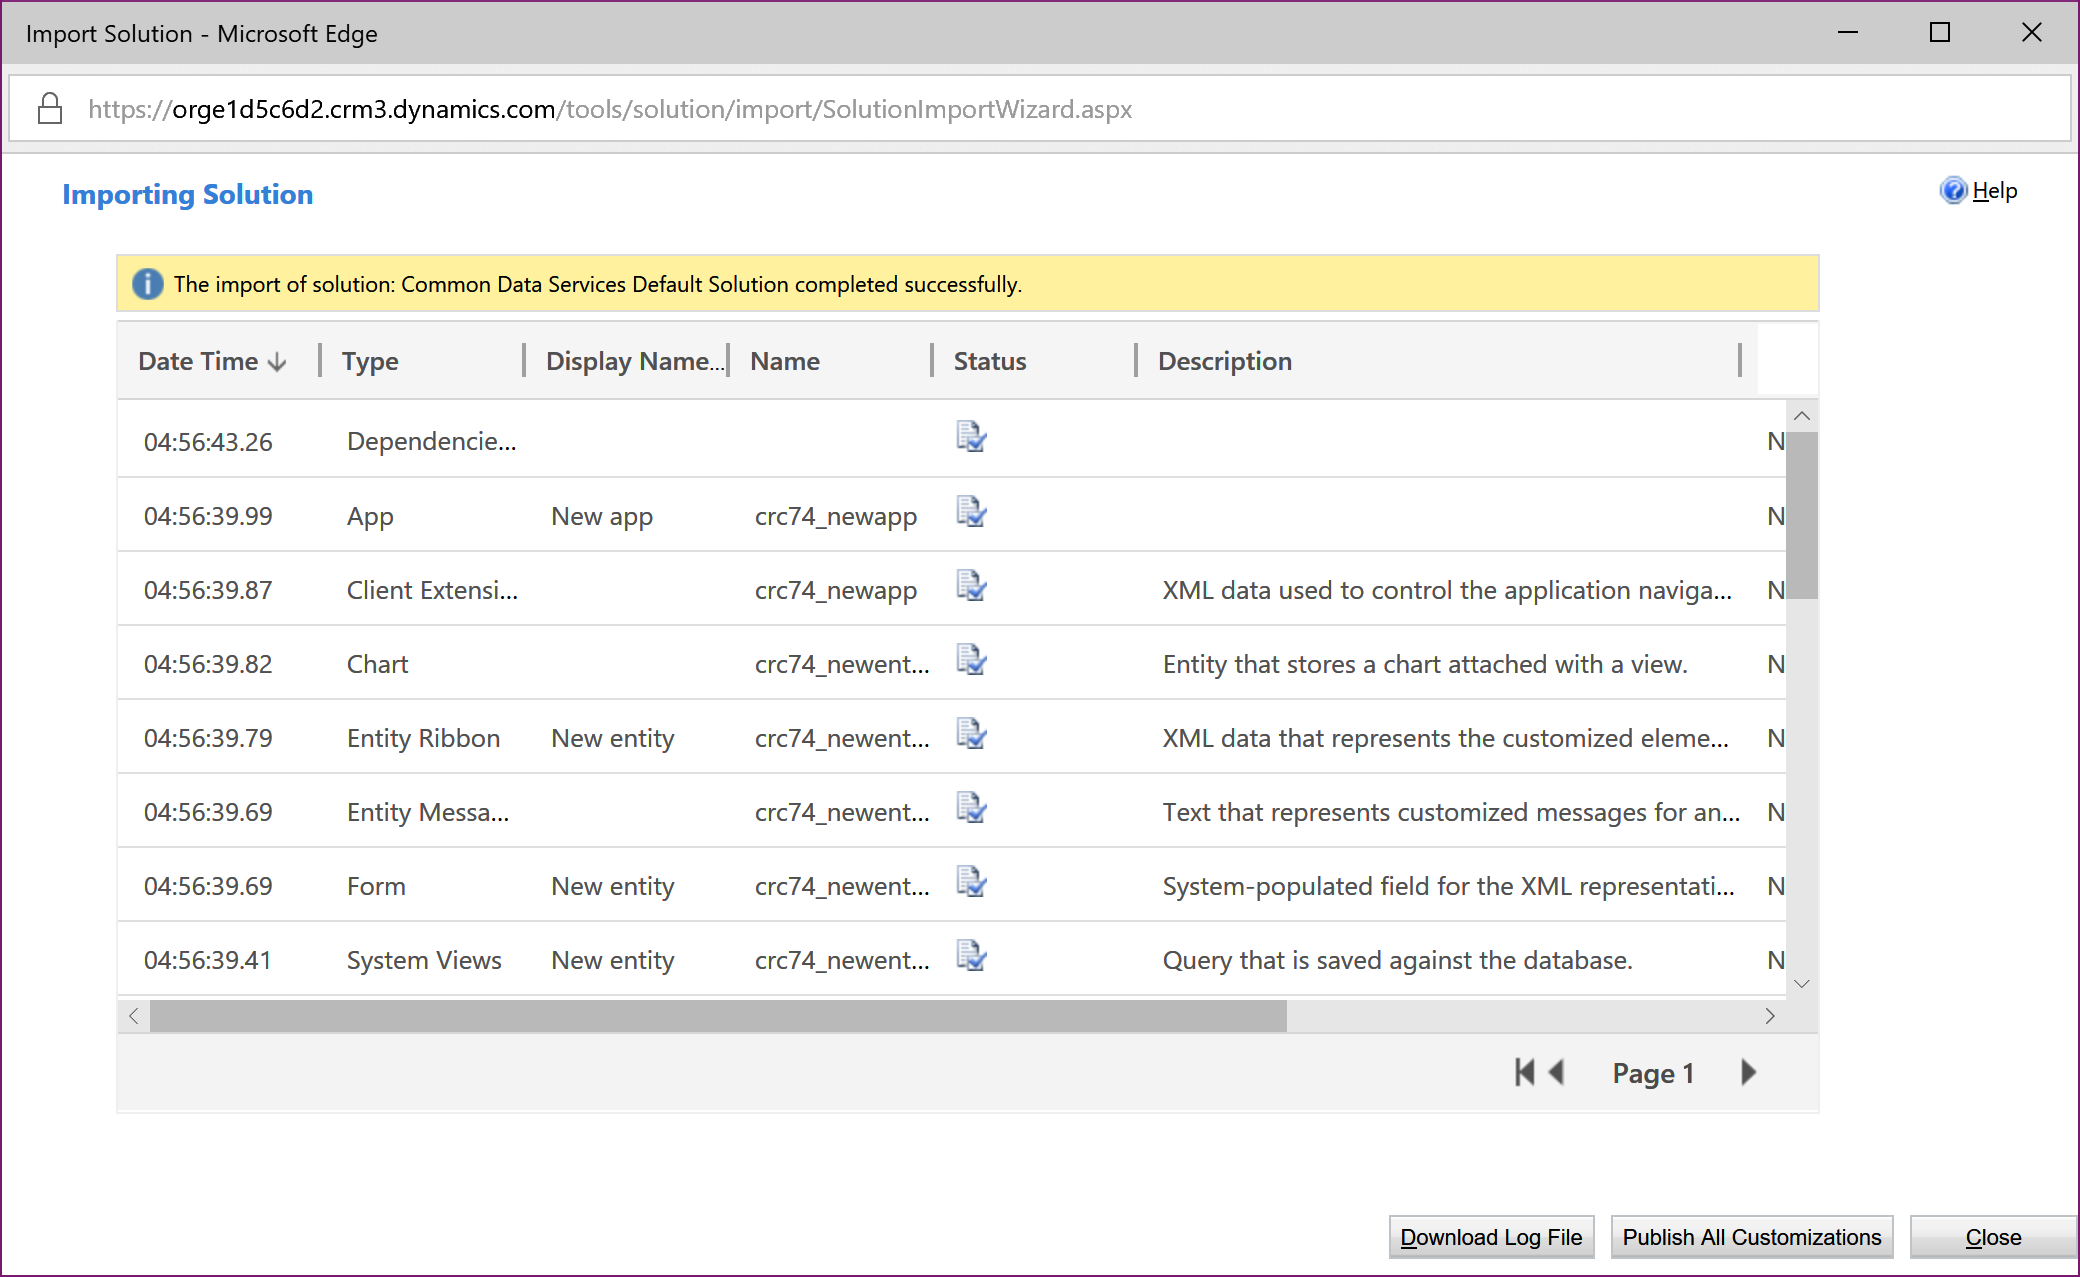 Import Solution - Microsoft Edge
https://orge1d5c6d2.crm3.dynamics.com/tools/solution/import/SolutionImportWizard.aspx
Importing Solution
Help
The import of solution: Common Data Services Default Solution completed successfully.
Date Time Type Display Name... Name Status Description
04:56:43.26 Dependencie... N
04:56:39.99 App New app crc74_newapp N
04:56:39.87 Client Extensi... crc74_newapp XML data used to control the application naviga... N
04:56:39.82 Chart crc74_newent... Entity that stores a chart attached with a view. N
04:56:39.79 Entity Ribbon New entity crc74_newent... XML data that represents the customized eleme... N
04:56:39.69 Entity Messa... crc74_newent... Text that represents customized messages for an... N
04:56:39.69 Form New entity crc74_newent... System-populated field for the XML representati... N
04:56:39.41 System Views New entity crc74_newent... Query that is saved against the database. N
Page 1
Download Log File Publish All Customizations Close